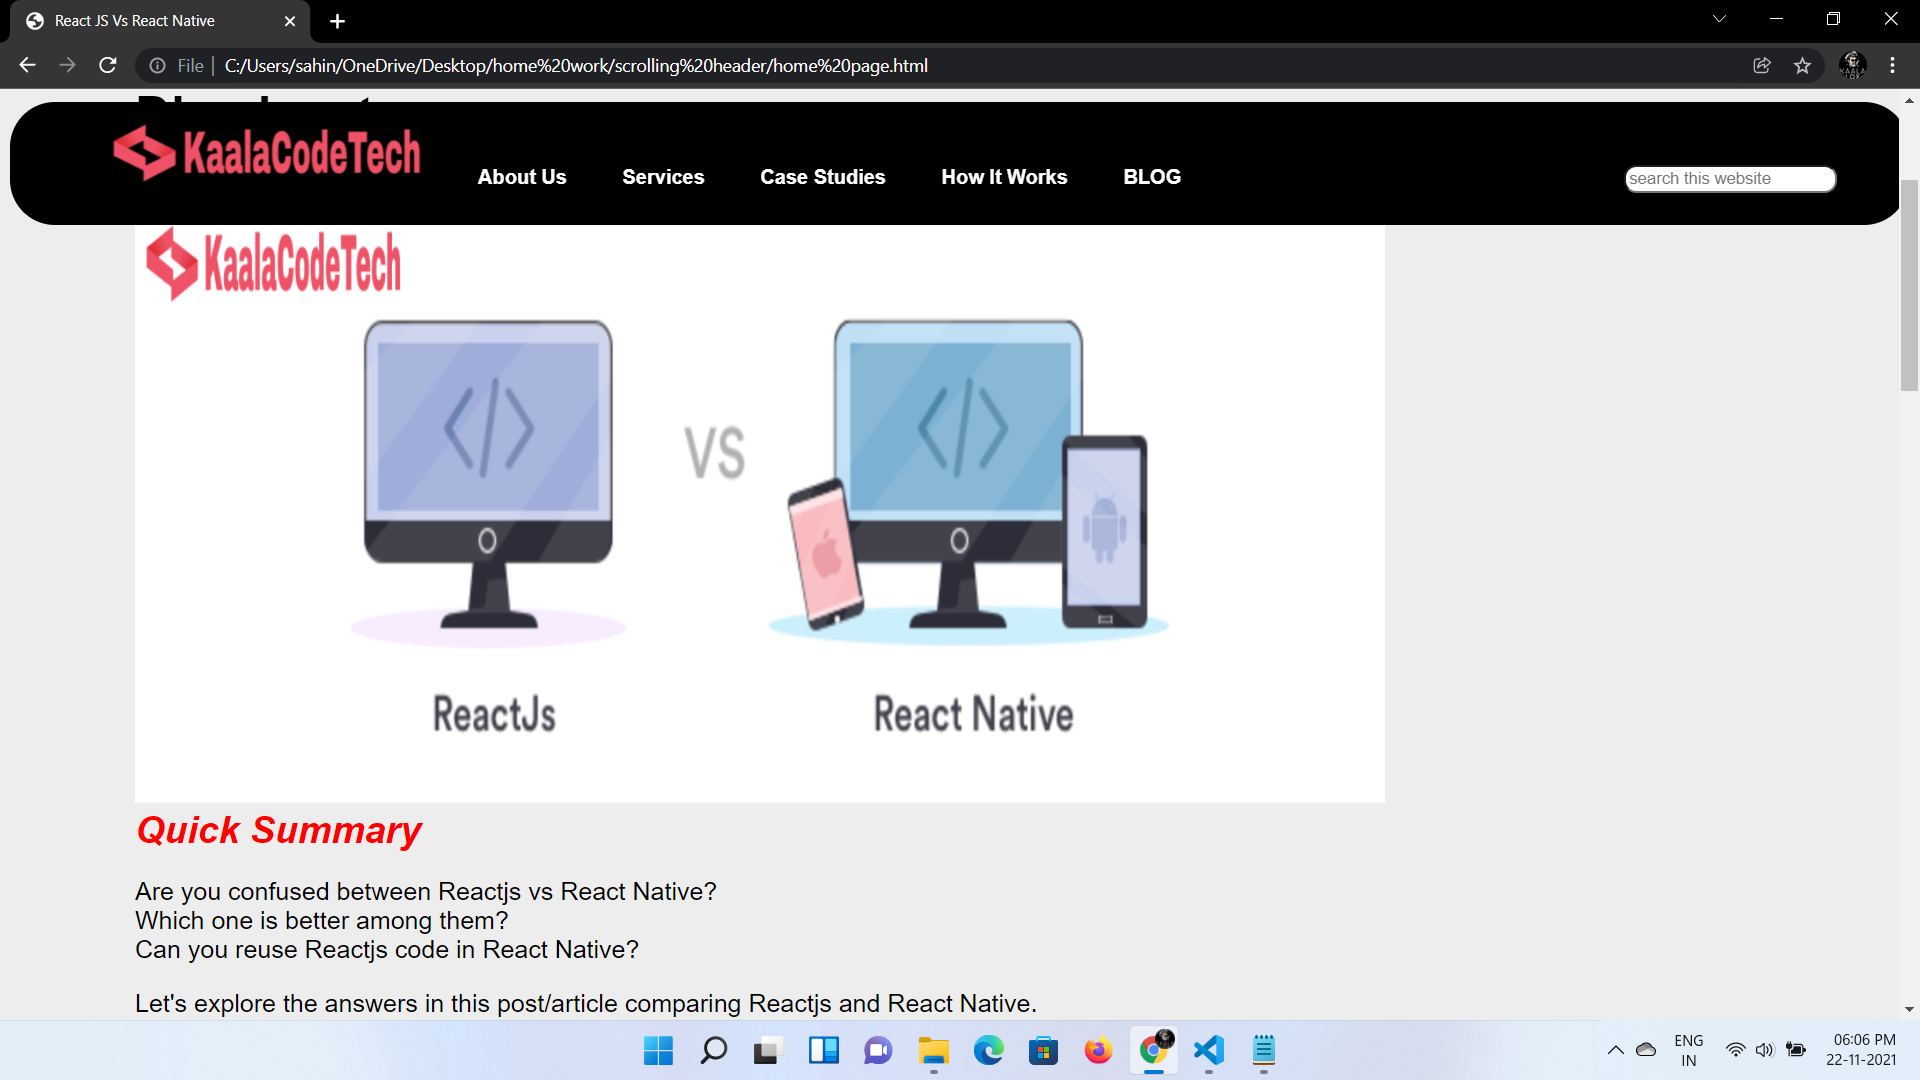 React JS Vs React Native
File
C:/Users/sahin/OneDrive/Desktop/home%20work/scrolling%20header/home%20page.html
KaalaCodeTech
About Us
Services
Case Studies
How It Works
BLOG
search this website
KaalaCodeTech
VS
ReactJs
React Native
Quick Summary
Are you confused between Reactjs vs React Native?
Which one is better among them?
Can you reuse Reactjs code in React Native?
Let's explore the answers in this post/article comparing Reactjs and React Native.
ENG
IN
06:06 PM
22-11-2021